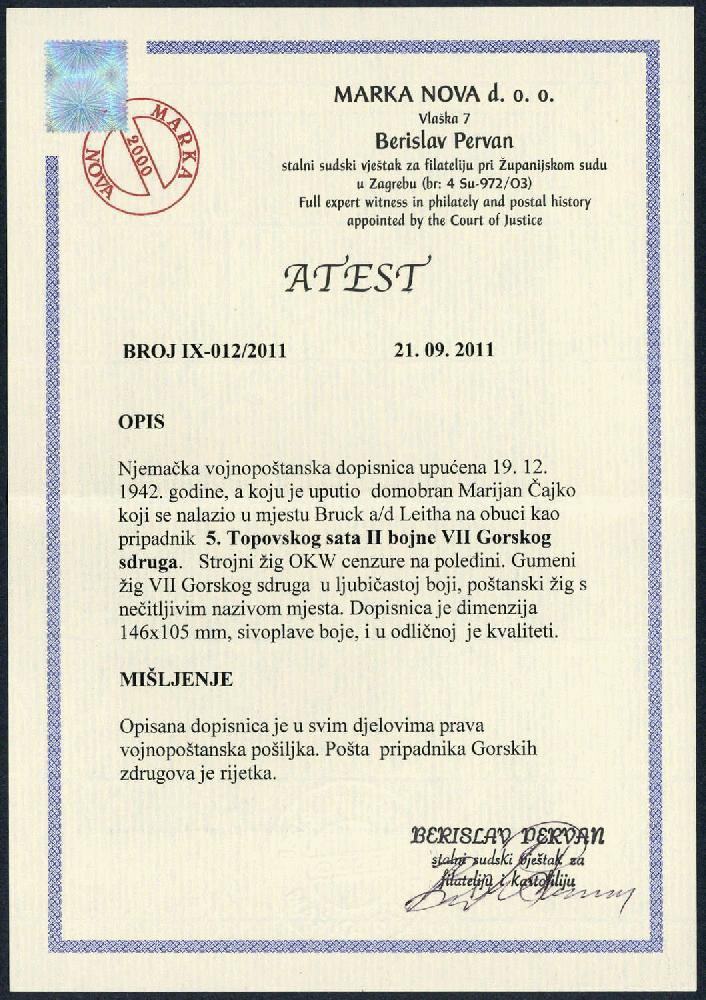 MARKA
2000
NOVA
MARKA NOVA d. o. o.
Vlaška 7
Berislav Pervan
stalni sudski vještak za filateliju pri Županijskom sudu
u Zagrebu (br: 4 Su-972/03)
Full expert witness in philately and postal history
appointed by the Court of Justice
ATEST
BROJ IX-012/2011 21. 09. 2011
OPIS
Njemačka vojnopoštanska dopisnica upućena 19. 12.
1942. godine, a koju je uputio domobran Marijan Čajko
koji se nalazio u mjestu Bruck a/d Leitha na obuci kao
pripadnik 5. Topovskog sata II bojne VII Gorskog
sdruga. Strojni žig OKW cenzure na poleđini. Gumeni
žig VII Gorskog sdruga u ljubičastoj boji, poštanski žig s
nečitljivim nazivom mjesta. Dopisnica je dimenzija
146x105 mm, sivoplave boje, i u odličnoj je kvaliteti.
MIŠLJENJE
Opisana dopisnica je u svim djelovima prava
vojnopoštanska pošiljka. Pošta pripadnika Gorskih
zdrugova je rijetka.
BERISLAV PERVAN
stalni sudski vještak za
filateliju i kartofiliju